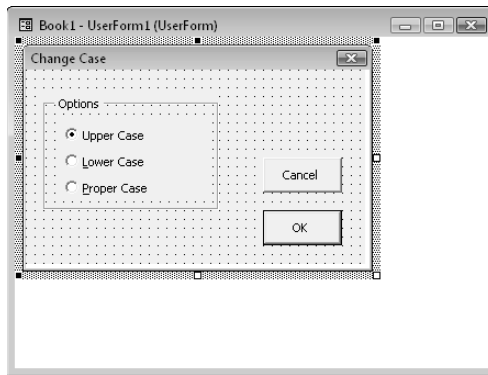 Book1 - UserForm1 (UserForm)
Change Case
Options
Upper Case
Lower Case
Proper Case
Cancel
OK